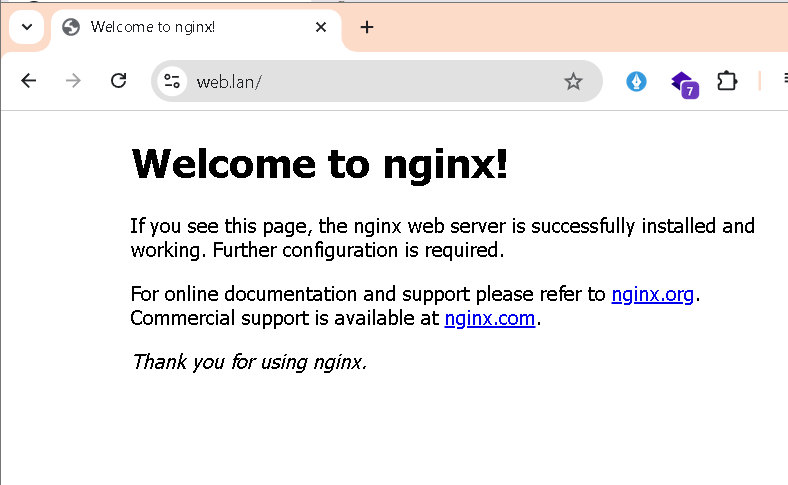 Welcome to nginx!
web.lan/
7
Welcome to nginx!
If you see this page, the nginx web server is successfully installed and
working. Further configuration is required.
For online documentation and support please refer to nginx.org.
Commercial support is available at nginx.com.
Thank you for using nginx.